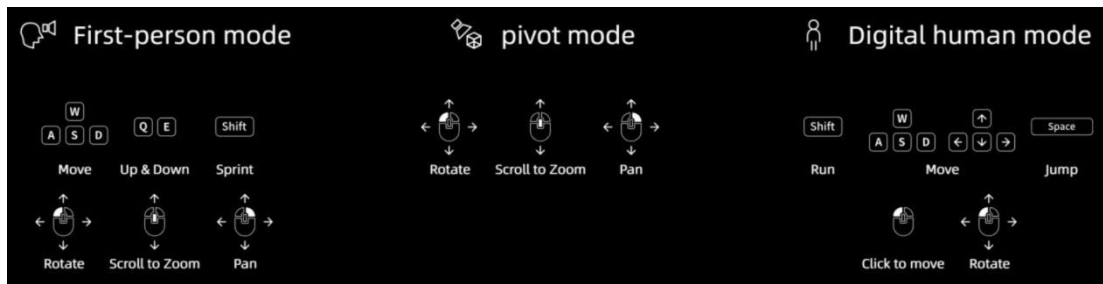 First-person mode
W
A S D
Q E
Shift
Move
Up & Down
Sprint
Rotate
Scroll to Zoom
Pan
pivot mode
Rotate
Scroll to Zoom
Pan
Digital human mode
Shift
W
A S D
Space
Run
Move
Jump
Click to move
Rotate